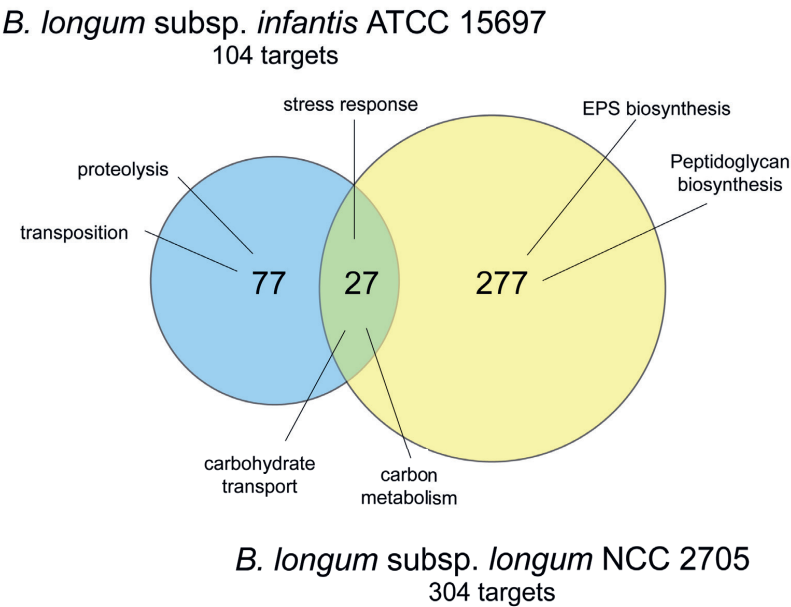 B. longum subsp. infantis ATCC 15697
104 targets
stress response
EPS biosynthesis
proteolysis
Peptidoglycan
biosynthesis
transposition
77
27
277
carbohydrate
transport
carbon
metabolism
B. longum subsp. longum NCC 2705
304 targets